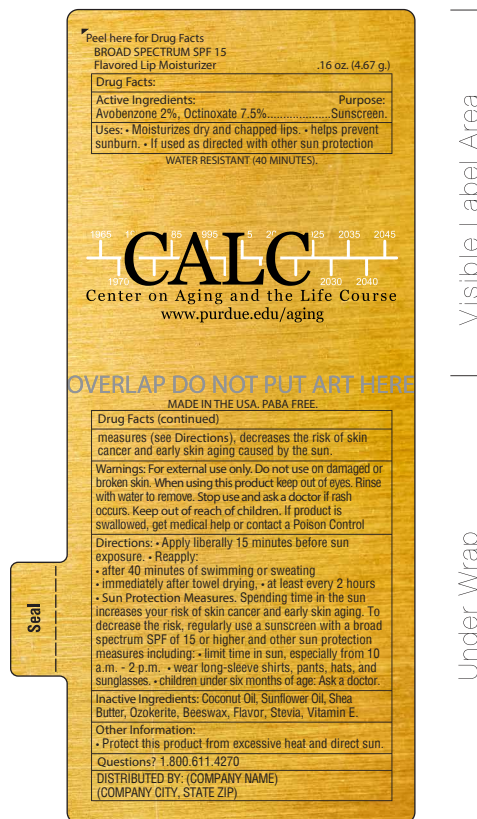 Peel here for Drug Facts
BROAD SPECTRUM SPF 15
Flavored Lip Moisturizer .16 oz. (4.67 g.)
Drug Facts:
Active Ingredients: Purpose:
Avobenzone 2%, Octinoxate 7.5%....................Sunscreen.
Uses: • Moisturizes dry and chapped lips. • helps prevent
sunburn. • If used as directed with other sun protection
WATER RESISTANT (40 MINUTES).
1965 85 995 2035 2045
CALC
1970 2030 2040
Center on Aging and the Life Course
www.purdue.edu/aging
OVERLAP DO NOT PUT ART HERE
MADE IN THE USA. PABA FREE.
Drug Facts (continued)
measures (see Directions), decreases the risk of skin
cancer and early skin aging caused by the sun.
Warnings: For external use only. Do not use on damaged or
broken skin. When using this product keep out of eyes. Rinse
with water to remove. Stop use and ask a doctor if rash
occurs. Keep out of reach of children. If product is
swallowed, get medical help or contact a Poison Control
Directions: • Apply liberally 15 minutes before sun
exposure. • Reapply:
• after 40 minutes of swimming or sweating
• immediately after towel drying, • at least every 2 hours
• Sun Protection Measures. Spending time in the sun
increases your risk of skin cancer and early skin aging. To
decrease the risk, regularly use a sunscreen with a broad
spectrum SPF of 15 or higher and other sun protection
measures including: • limit time in sun, especially from 10
a.m. - 2 p.m. • wear long-sleeve shirts, pants, hats, and
sunglasses. • children under six months of age: Ask a doctor.
Inactive Ingredients: Coconut Oil, Sunflower Oil, Shea
Butter, Ozokerite, Beeswax, Flavor, Stevia, Vitamin E.
Other Information:
• Protect this product from excessive heat and direct sun.
Questions? 1.800.611.4270
DISTRIBUTED BY: (COMPANY NAME)
(COMPANY CITY, STATE ZIP)
Seal
Visible Label Area
Under Wrap